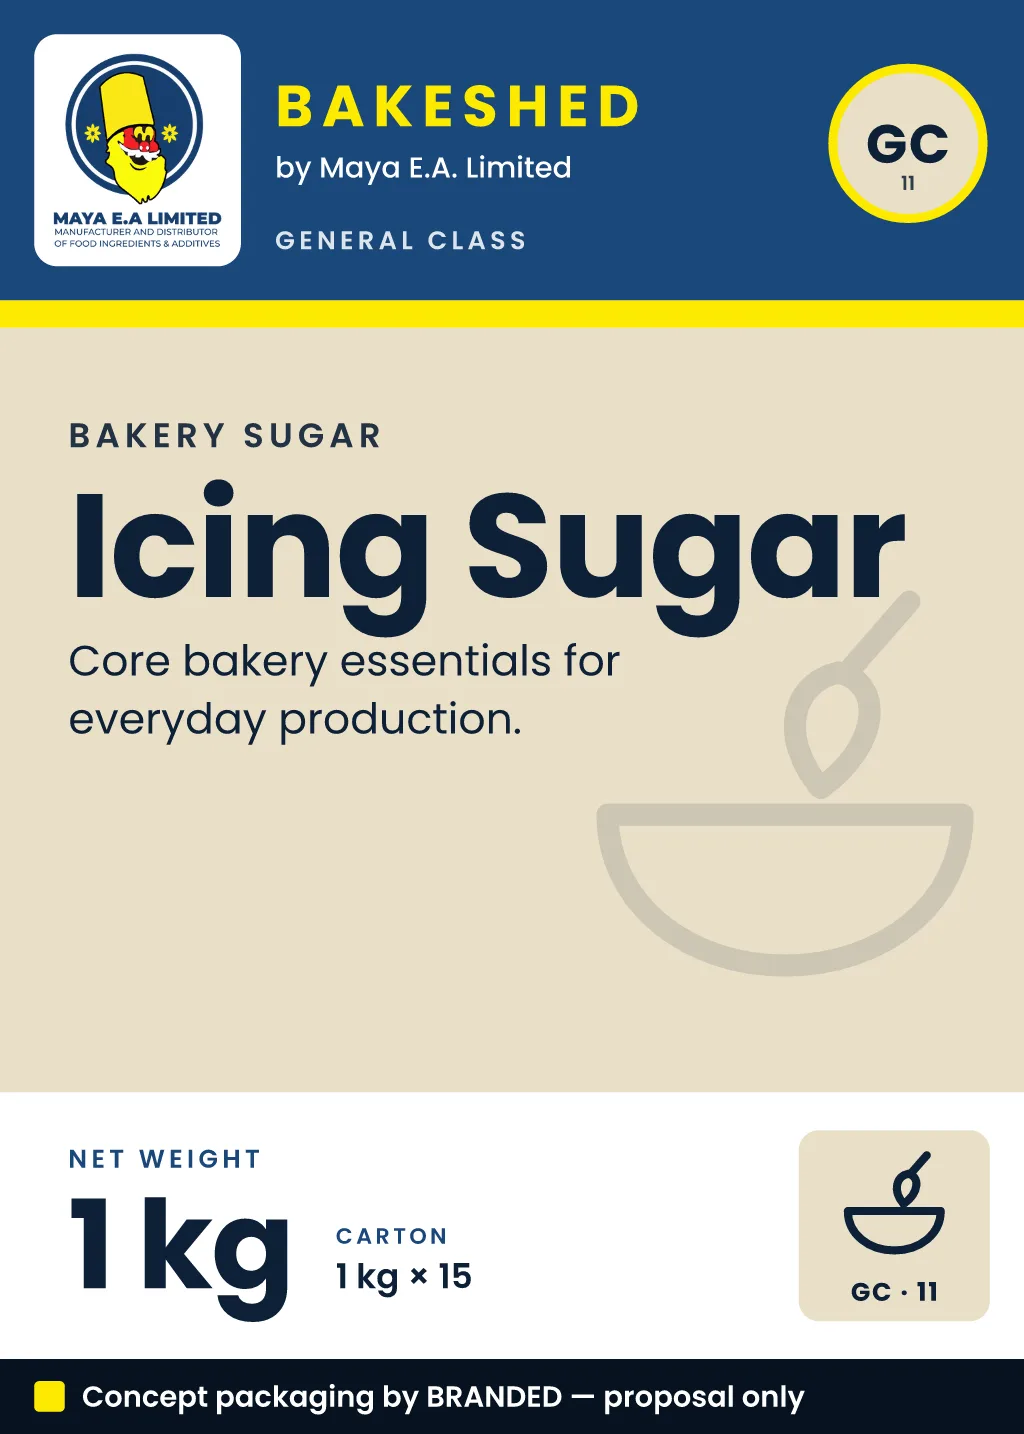 MAYA E.A LIMITED
MANUFACTURER AND DISTRIBUTOR
OF FOOD INGREDIENTS & ADDITIVES
BAKESHED
by Maya E.A. Limited
GENERAL CLASS
GC
11
BAKERY SUGAR
Icing Sugar
Core bakery essentials for
everyday production.
NET WEIGHT
1 kg
CARTON
1 kg × 15
GC · 11
Concept packaging by BRANDED — proposal only